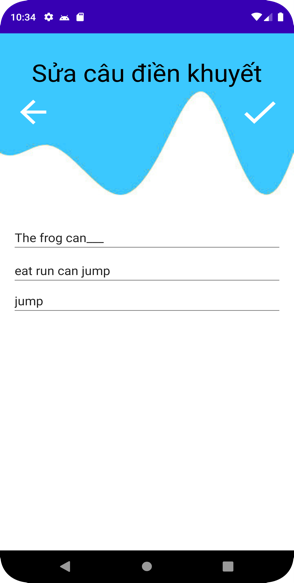 10:34
Sửa câu điền khuyết
The frog can___
eat run can jump
jump